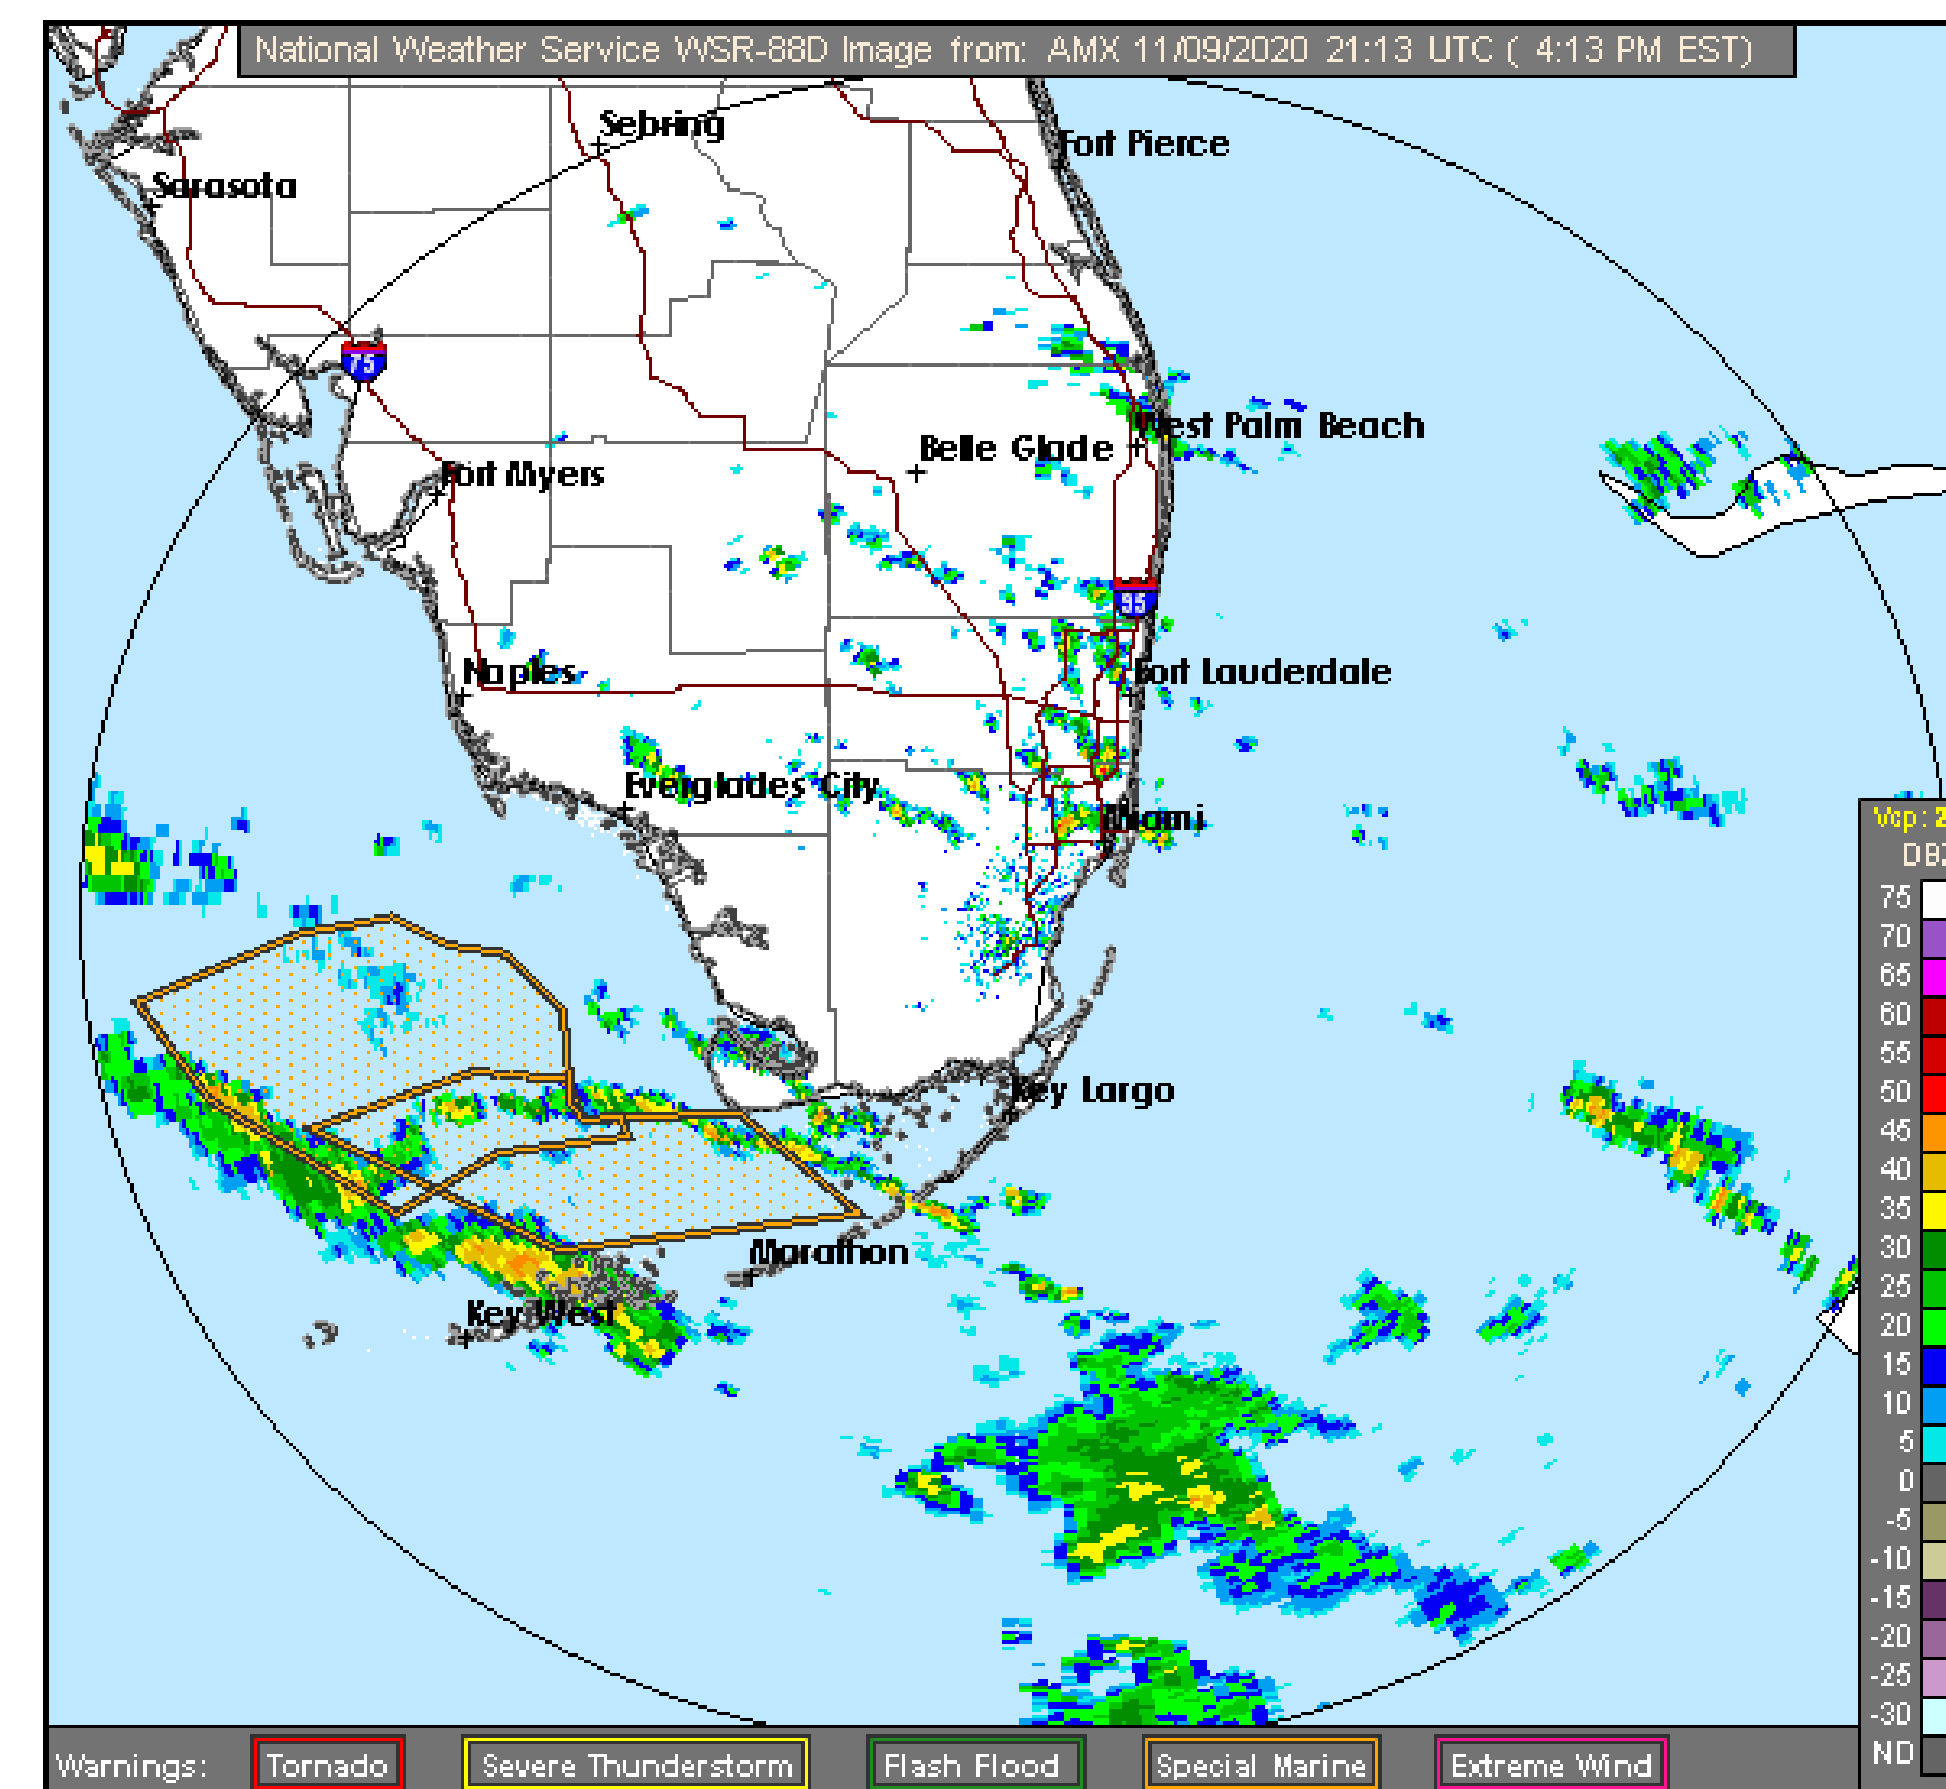 National Weather Service WSR-88D Image from: AMX 11/09/2020 21:13 UTC ( 4:13 PM EST)
Sebring
Fort Pierce
Sarasota
75
West Palm Beach
Belle Glade
Fort Myers
95
Naples
Fort Lauderdale
Everglades City
Miami
Key Largo
Marathon
Key West
Vcp: 2
DBZ
75
70
65
60
55
50
45
40
35
30
25
20
15
10
5
0
-5
-10
-15
-20
-25
-30
ND
Warnings: Tornado Severe Thunderstorm Flash Flood Special Marine Extreme Wind